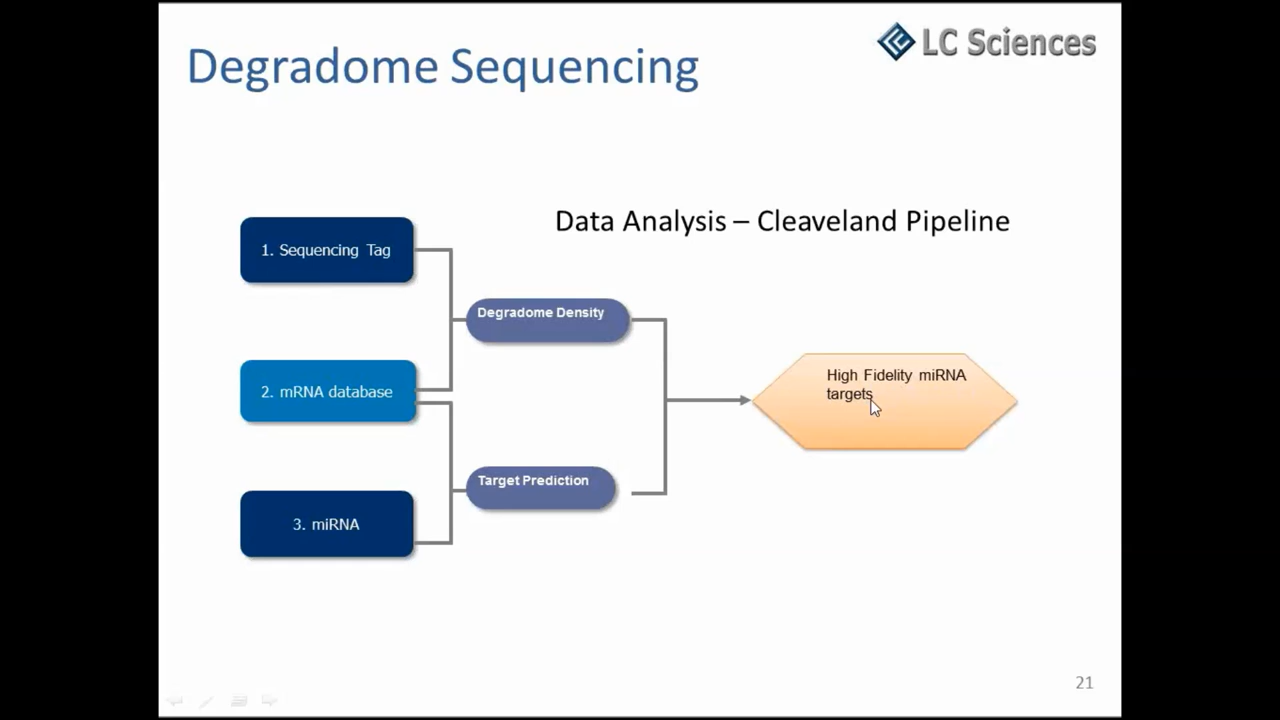 LC Sciences
Degradome Sequencing
Data Analysis – Cleaveland Pipeline
1. Sequencing Tag
Degradome Density
2. mRNA database
High Fidelity miRNA
targets
Target Prediction
3. miRNA
21